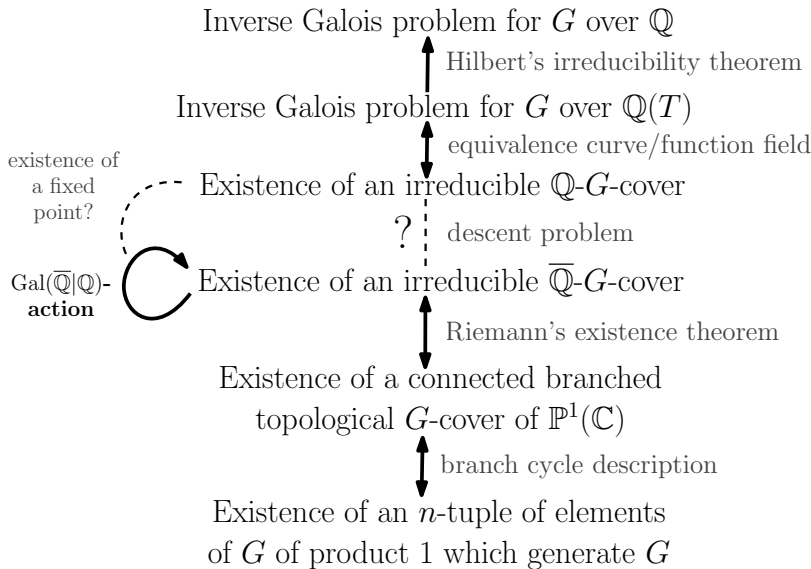 Inverse Galois problem for G over ℚ
Hilbert's irreducibility theorem
Inverse Galois problem for G over ℚ(T)
equivalence curve/function field
existence of
a fixed
point?
Existence of an irreducible ℚ-G-cover
?
descent problem
Gal(ℚ̅|ℚ)-
action
Existence of an irreducible ℚ̅-G-cover
Riemann's existence theorem
Existence of a connected branched
topological G-cover of ℙ¹(ℂ)
branch cycle description
Existence of an n-tuple of elements
of G of product 1 which generate G